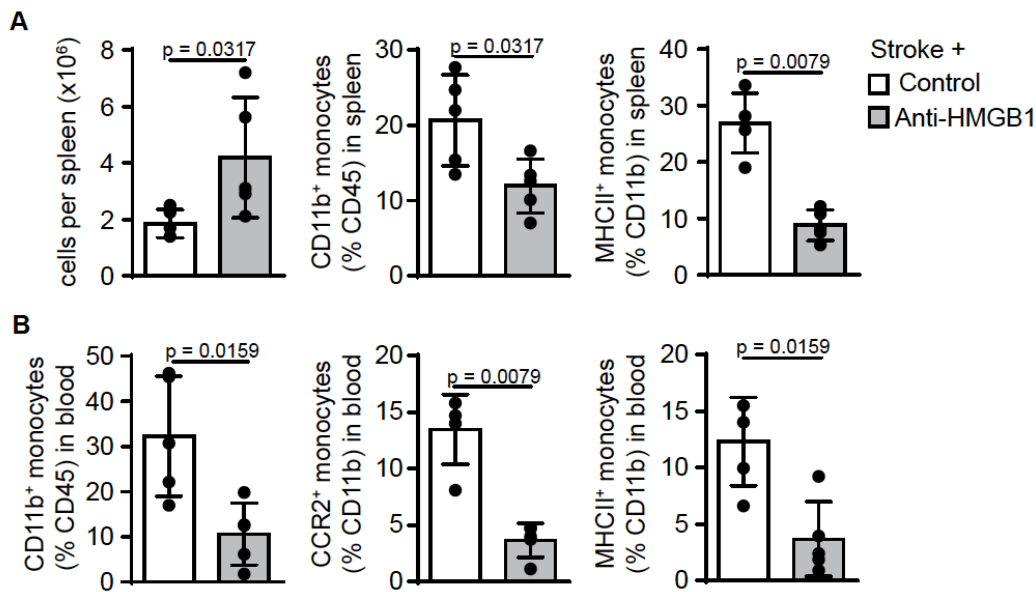 A
cells per spleen (x10⁶)
8
6
4
2
0
p = 0.0317
CD11b⁺ monocytes
(% CD45) in spleen
30
20
10
0
p = 0.0317
MHCII⁺ monocytes
(% CD11b) in spleen
40
30
20
10
0
p = 0.0079
Stroke +
Control
Anti-HMGB1
B
CD11b⁺ monocytes
(% CD45) in blood
50
40
30
20
10
0
p = 0.0159
CCR2⁺ monocytes
(% CD11b) in blood
15
10
5
0
p = 0.0079
MHCII⁺ monocytes
(% CD11b) in blood
20
15
10
5
0
p = 0.0159